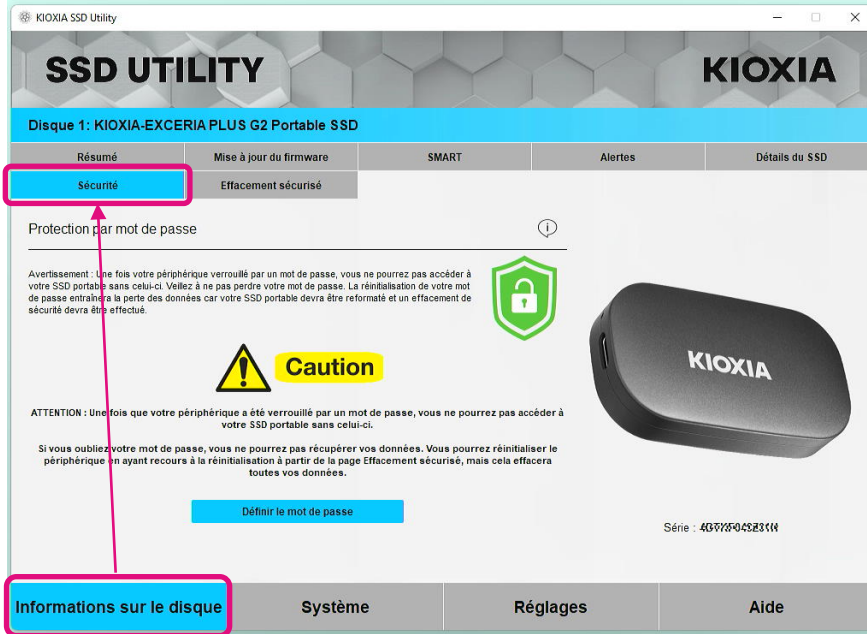 KIOXIA SSD Utility
SSD UTILITY
KIOXIA
Disque 1: KIOXIA-EXCERIA PLUS G2 Portable SSD
Résumé
Mise à jour du firmware
SMART
Alertes
Détails du SSD
Sécurité
Effacement sécurisé
Protection par mot de passe
Avertissement : Une fois votre périphérique verrouillé par un mot de passe, vous ne pourrez pas accéder à
votre SSD portable sans celui-ci. Veillez à ne pas perdre votre mot de passe. La réinitialisation de votre mot
de passe entraînera la perte des données car votre SSD portable devra être reformaté et un effacement de
sécurité devra être effectué.
Caution
ATTENTION : Une fois que votre périphérique a été verrouillé par un mot de passe, vous ne pourrez pas accéder à
votre SSD portable sans celui-ci.
Si vous oubliez votre mot de passe, vous ne pourrez pas récupérer vos données. Vous pourrez réinitialiser le
périphérique en ayant recours à la réinitialisation à partir de la page Effacement sécurisé, mais cela effacera
toutes vos données.
Définir le mot de passe
KIOXIA
Série :
Informations sur le disque
Système
Réglages
Aide